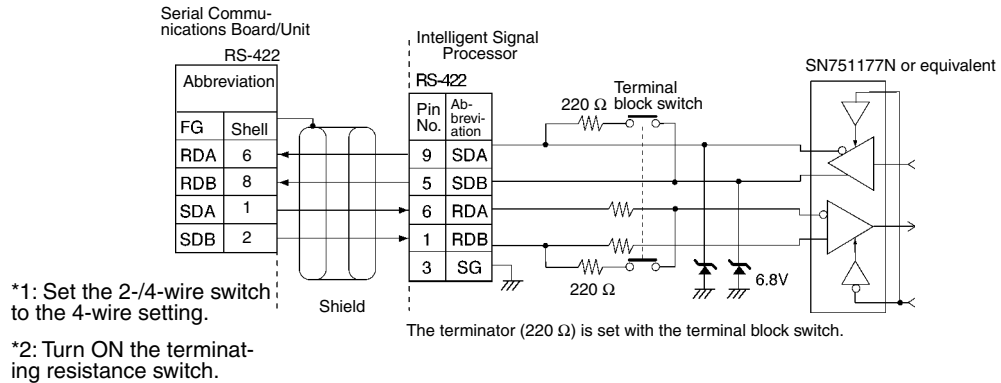 Serial Commu-
nications Board/Unit
RS-422
Abbreviation
FG Shell
RDA 6
RDB 8
SDA 1
SDB 2
Shield
*1: Set the 2-/4-wire switch
to the 4-wire setting.
*2: Turn ON the terminat-
ing resistance switch.
Intelligent Signal
Processor
RS-422
Pin No. Ab-
brevi-
ation
9 SDA
5 SDB
6 RDA
1 RDB
3 SG
220 Ω
Terminal
block switch
220 Ω
6.8V
SN751177N or equivalent
The terminator (220 Ω) is set with the terminal block switch.